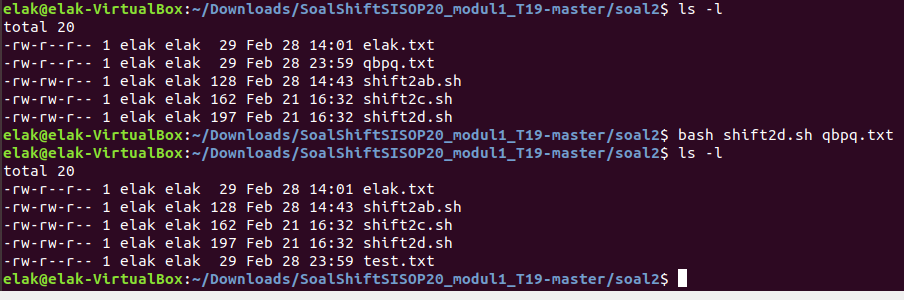 elak@elak-VirtualBox:~/Downloads/SoalShiftSISOP20_modul1_T19-master/soal2$ ls -l
total 20
-rw-r--r-- 1 elak elak  29 Feb 28 14:01 elak.txt
-rw-r--r-- 1 elak elak  29 Feb 28 23:59 qbpq.txt
-rw-rw-r-- 1 elak elak 128 Feb 28 14:43 shift2ab.sh
-rw-rw-r-- 1 elak elak 162 Feb 21 16:32 shift2c.sh
-rw-rw-r-- 1 elak elak 197 Feb 21 16:32 shift2d.sh
elak@elak-VirtualBox:~/Downloads/SoalShiftSISOP20_modul1_T19-master/soal2$ bash shift2d.sh qbpq.txt
elak@elak-VirtualBox:~/Downloads/SoalShiftSISOP20_modul1_T19-master/soal2$ ls -l
total 20
-rw-r--r-- 1 elak elak  29 Feb 28 14:01 elak.txt
-rw-rw-r-- 1 elak elak 128 Feb 28 14:43 shift2ab.sh
-rw-rw-r-- 1 elak elak 162 Feb 21 16:32 shift2c.sh
-rw-rw-r-- 1 elak elak 197 Feb 21 16:32 shift2d.sh
-rw-r--r-- 1 elak elak  29 Feb 28 23:59 test.txt
elak@elak-VirtualBox:~/Downloads/SoalShiftSISOP20_modul1_T19-master/soal2$